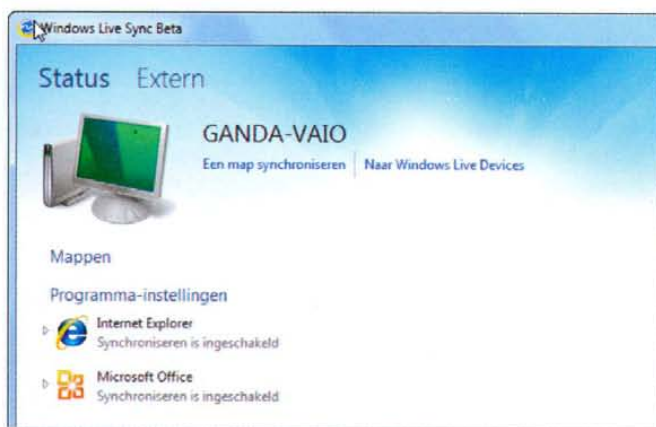 Windows Live Sync Beta
Status Extern
GANDA-VAIO
Een map synchroniseren Naar Windows Live Devices
Mappen
Programma-instellingen
Internet Explorer
Synchroniseren is ingeschakeld
Microsoft Office
Synchroniseren is ingeschakeld